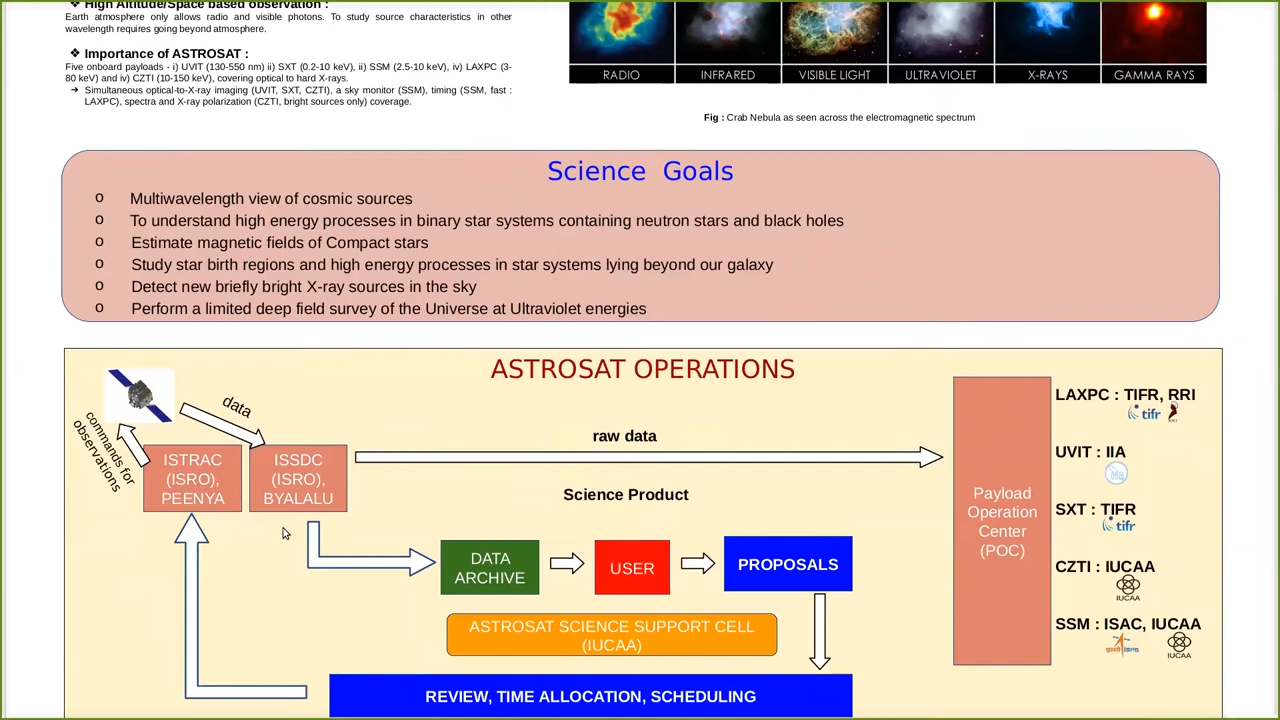 ❖ High Altitude/Space based observation :
Earth atmosphere only allows radio and visible photons. To study source characteristics in other
wavelength requires going beyond atmosphere.
❖ Importance of ASTROSAT :
Five onboard payloads - i) UVIT (130-550 nm) ii) SXT (0.2-10 keV), ii) SSM (2.5-10 keV), iv) LAXPC (3-
80 keV) and iv) CZTI (10-150 keV), covering optical to hard X-rays.
➔ Simultaneous optical-to-X-ray imaging (UVIT, SXT, CZTI), a sky monitor (SSM), timing (SSM, fast :
LAXPC), spectra and X-ray polarization (CZTI, bright sources only) coverage.
RADIO
INFRARED
VISIBLE LIGHT
ULTRAVIOLET
X-RAYS
GAMMA RAYS
Fig : Crab Nebula as seen across the electromagnetic spectrum
Science Goals
o Multiwavelength view of cosmic sources
o To understand high energy processes in binary star systems containing neutron stars and black holes
o Estimate magnetic fields of Compact stars
o Study star birth regions and high energy processes in star systems lying beyond our galaxy
o Detect new briefly bright X-ray sources in the sky
o Perform a limited deep field survey of the Universe at Ultraviolet energies
ASTROSAT OPERATIONS
data
commands for
observations
ISTRAC
(ISRO),
PEENYA
ISSDC
(ISRO),
BYALALU
raw data
Science Product
DATA
ARCHIVE
USER
PROPOSALS
ASTROSAT SCIENCE SUPPORT CELL
(IUCAA)
REVIEW, TIME ALLOCATION, SCHEDULING
Payload
Operation
Center
(POC)
LAXPC : TIFR, RRI
tifr
UVIT : IIA
SXT : TIFR
tifr
CZTI : IUCAA
IUCAA
SSM : ISAC, IUCAA
IUCAA